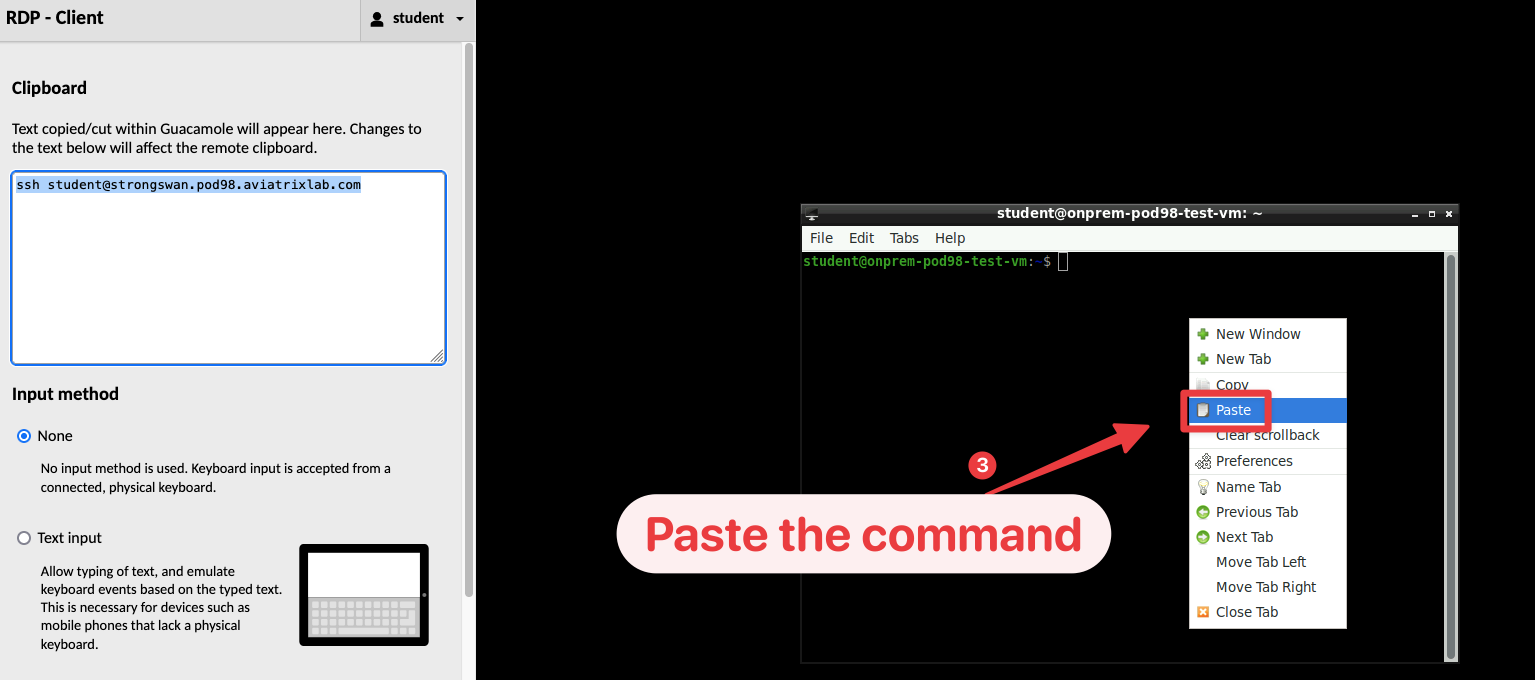 RDP - Client
student
Clipboard
Text copied/cut within Guacamole will appear here. Changes to
the text below will affect the remote clipboard.
ssh student@strongswan.pod98.aviatrixlab.com
Input method
None
No input method is used. Keyboard input is accepted from a
connected, physical keyboard.
Text input
Allow typing of text, and emulate
keyboard events based on the typed text.
This is necessary for devices such as
mobile phones that lack a physical
keyboard.
student@onprem-pod98-test-vm: ~
File Edit Tabs Help
student@onprem-pod98-test-vm:~$
New Window
New Tab
Copy
Paste
Clear scrollback
Preferences
Name Tab
Previous Tab
Next Tab
Move Tab Left
Move Tab Right
Close Tab
3
Paste the command